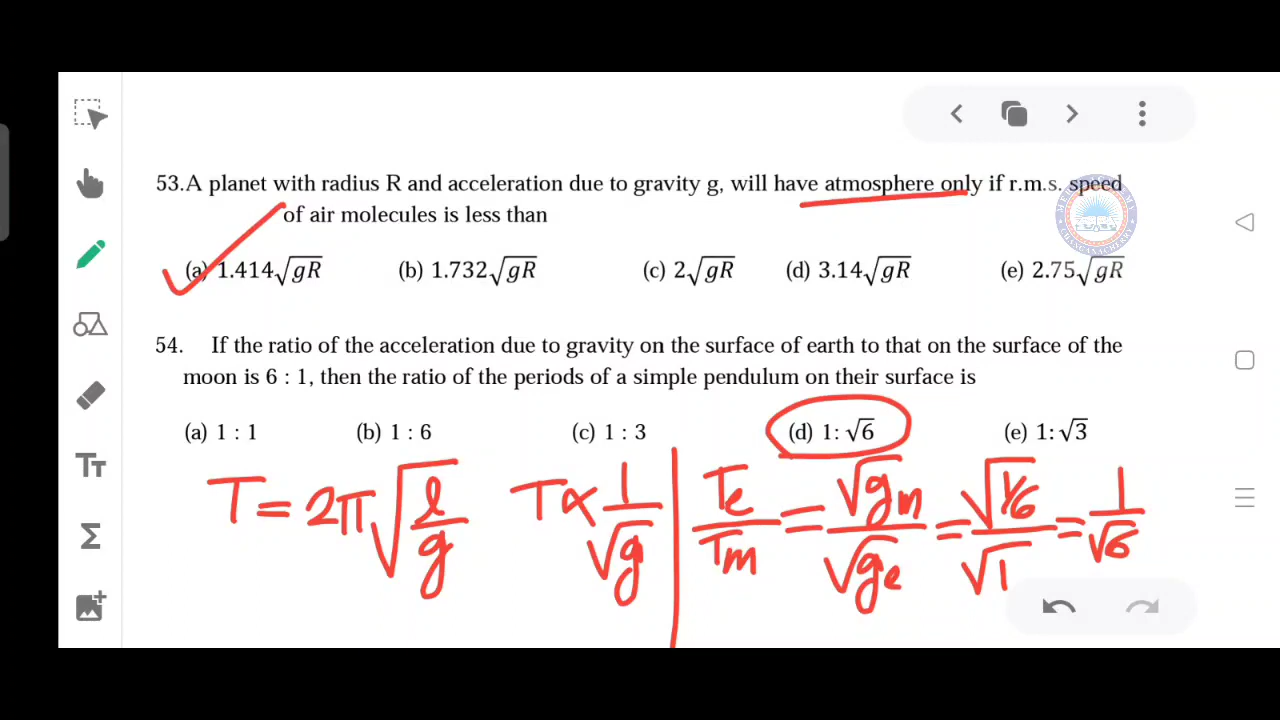 53.A planet with radius R and acceleration due to gravity g, will have atmosphere only if r.m.s. speed
of air molecules is less than
(a) 1.414√gR (b) 1.732√gR (c) 2√gR (d) 3.14√gR (e) 2.75√gR
54. If the ratio of the acceleration due to gravity on the surface of earth to that on the surface of the
moon is 6 : 1, then the ratio of the periods of a simple pendulum on their surface is
(a) 1 : 1 (b) 1 : 6 (c) 1 : 3 (d) 1: √6 (e) 1: √3
T = 2π√(l/g) T ∝ 1/√g | Te/Tm = √gm/√ge = √(1/6)/√1 = 1/√6
Tт
Σ